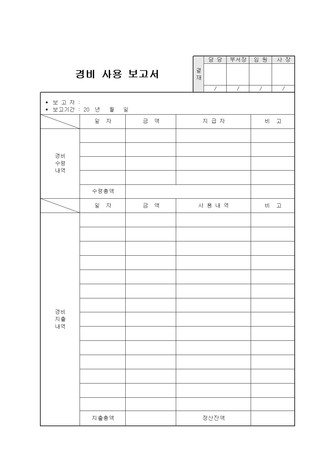 경비 사용 보고서
결재
담 당 부서장 임 원 사 장
/ / / /
• 보 고 자 :
• 보고기간 : 20 년 월 일
일 자 금 액 지 급 자 비 고
경비
수령
내역
수령총액
일 자 금 액 사 용 내 역 비 고
경비
지출
내역
지출총액 정산잔액